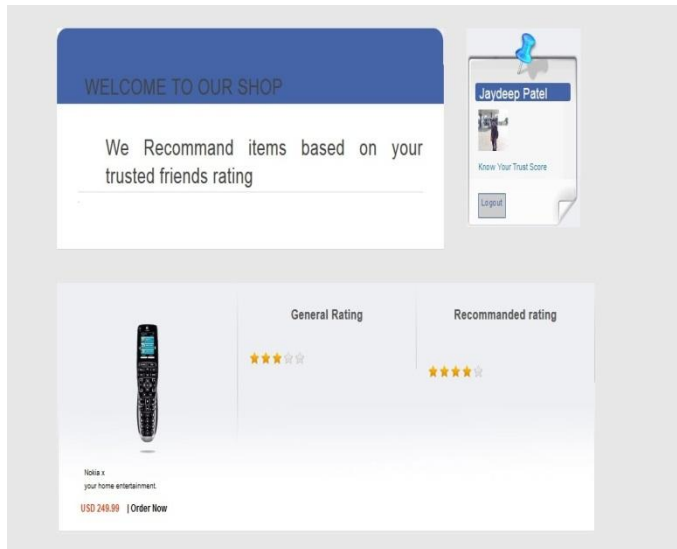 WELCOME TO OUR SHOP
We Recommand items based on your
trusted friends rating
Jaydeep Patel
Know Your Trust Score
Logout
General Rating
Recommanded rating
Nokia x
your home entertainment.
USD 249.99 | Order Now